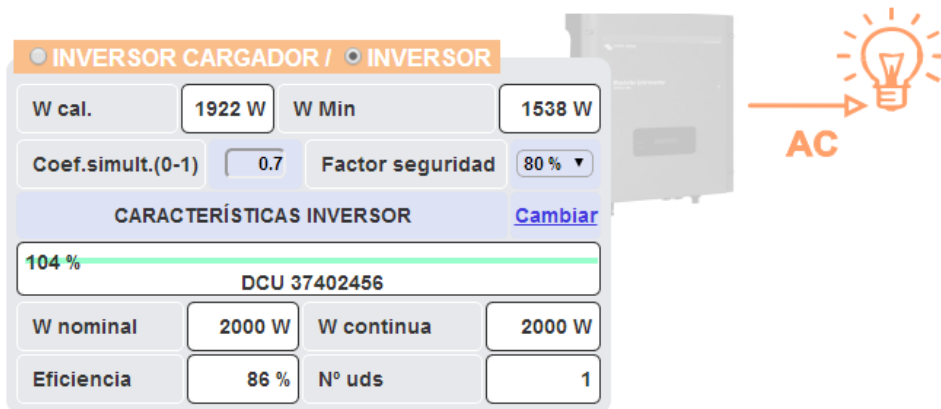 INVERSOR CARGADOR / INVERSOR
W cal. 1922 W W Min 1538 W
Coef.simult.(0-1) 0.7 Factor seguridad 80 %
AC
CARACTERÍSTICAS INVERSOR Cambiar
104 %
DCU 37402456
W nominal 2000 W W continua 2000 W
Eficiencia 86 % Nº uds 1